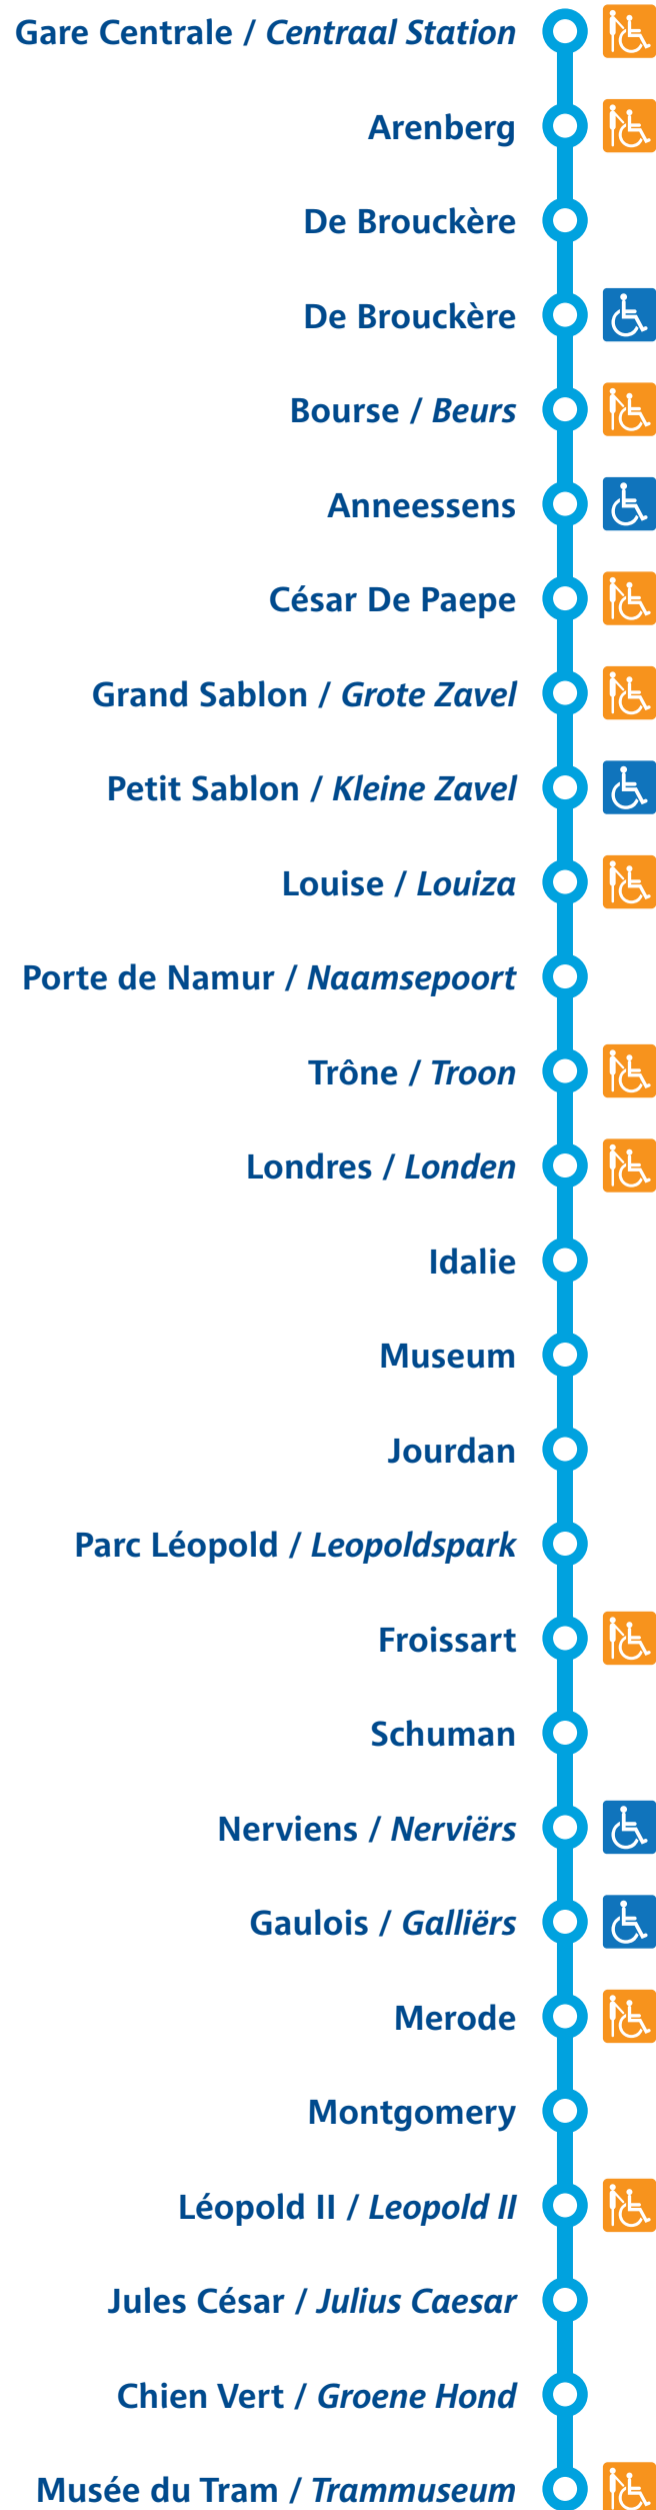 Gare Centrale / Centraal Station
Arenberg
De Brouckère
De Brouckère
Bourse / Beurs
Anneessens
César De Paepe
Grand Sablon / Grote Zavel
Petit Sablon / Kleine Zavel
Louise / Louiza
Porte de Namur / Naamsepoort
Trône / Troon
Londres / Londen
Idalie
Museum
Jourdan
Parc Léopold / Leopoldspark
Froissart
Schuman
Nerviens / Nerviërs
Gaulois / Galliërs
Merode
Montgomery
Léopold II / Leopold II
Jules César / Julius Caesar
Chien Vert / Groene Hond
Musée du Tram / Trammuseum